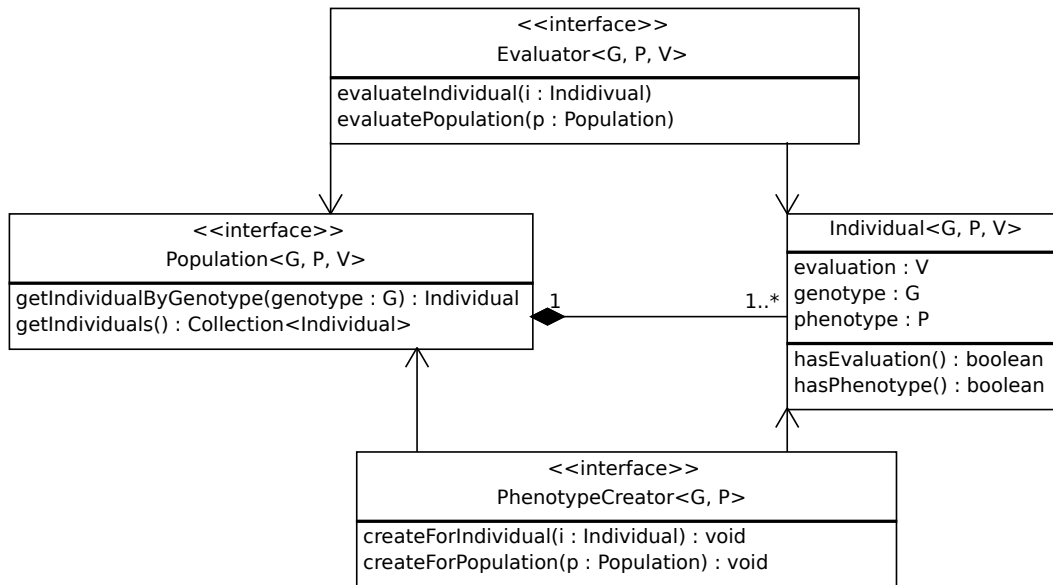 <<interface>>
Evaluator<G, P, V>
evaluateIndividual(i : Indidivual)
evaluatePopulation(p : Population)
<<interface>>
Population<G, P, V>
getIndividualByGenotype(genotype : G) : Individual
getIndividuals() : Collection<Individual>
1
1..*
Individual<G, P, V>
evaluation : V
genotype : G
phenotype : P
hasEvaluation() : boolean
hasPhenotype() : boolean
<<interface>>
PhenotypeCreator<G, P>
createForIndividual(i : Individual) : void
createForPopulation(p : Population) : void